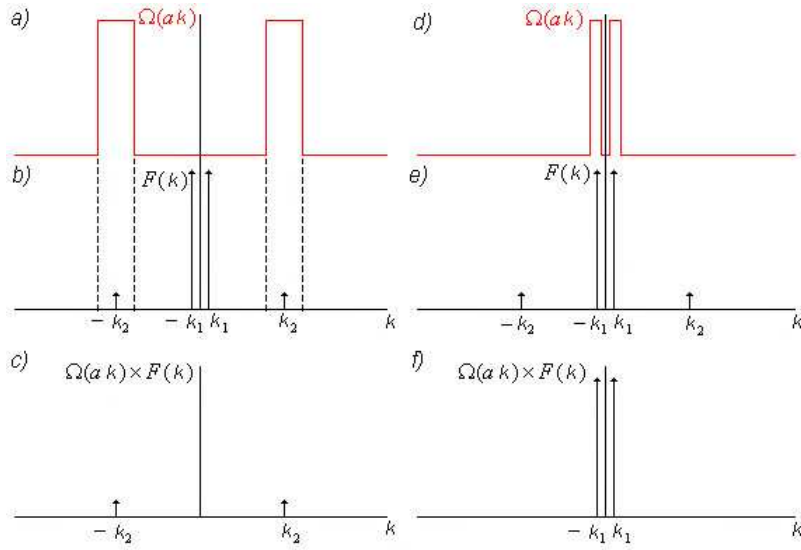 a) Ω(ak)
d) Ω(ak)
b) F(k)
− k₂ − k₁ k₁ k₂ k
e) F(k)
− k₂ − k₁ k₁ k₂ k
c) Ω(ak)×F(k)
− k₂ k₂ k
f) Ω(ak)×F(k)
− k₁ k₁ k